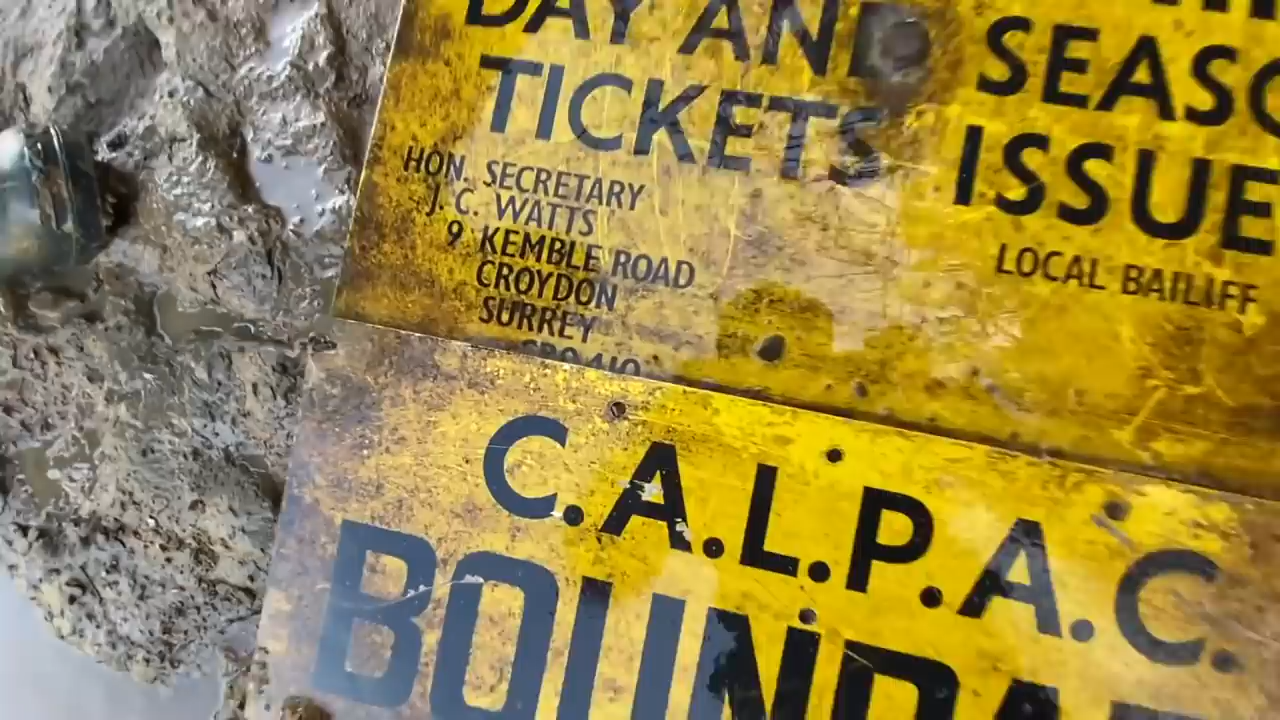 DAY AND
TICKETS
HON. SECRETARY
J. C. WATTS
9 KEMBLE ROAD
CROYDON
SURREY
SEASO
ISSUE
LOCAL BAILIFF
C.A.L.P.A.C.
BOUNDA